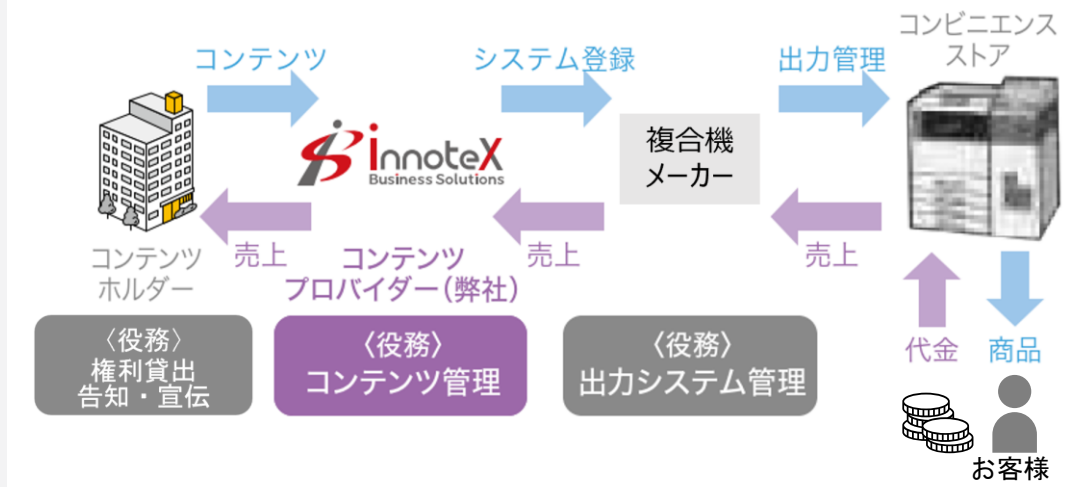 コンビニエンス
ストア
コンテンツ
システム登録
出力管理
innoteX
Business Solutions
複合機
メーカー
売上
売上
売上
コンテンツ
ホルダー
コンテンツ
プロバイダー(弊社)
〈役務〉
権利貸出
告知・宣伝
〈役務〉
コンテンツ管理
〈役務〉
出力システム管理
代金
商品
お客様